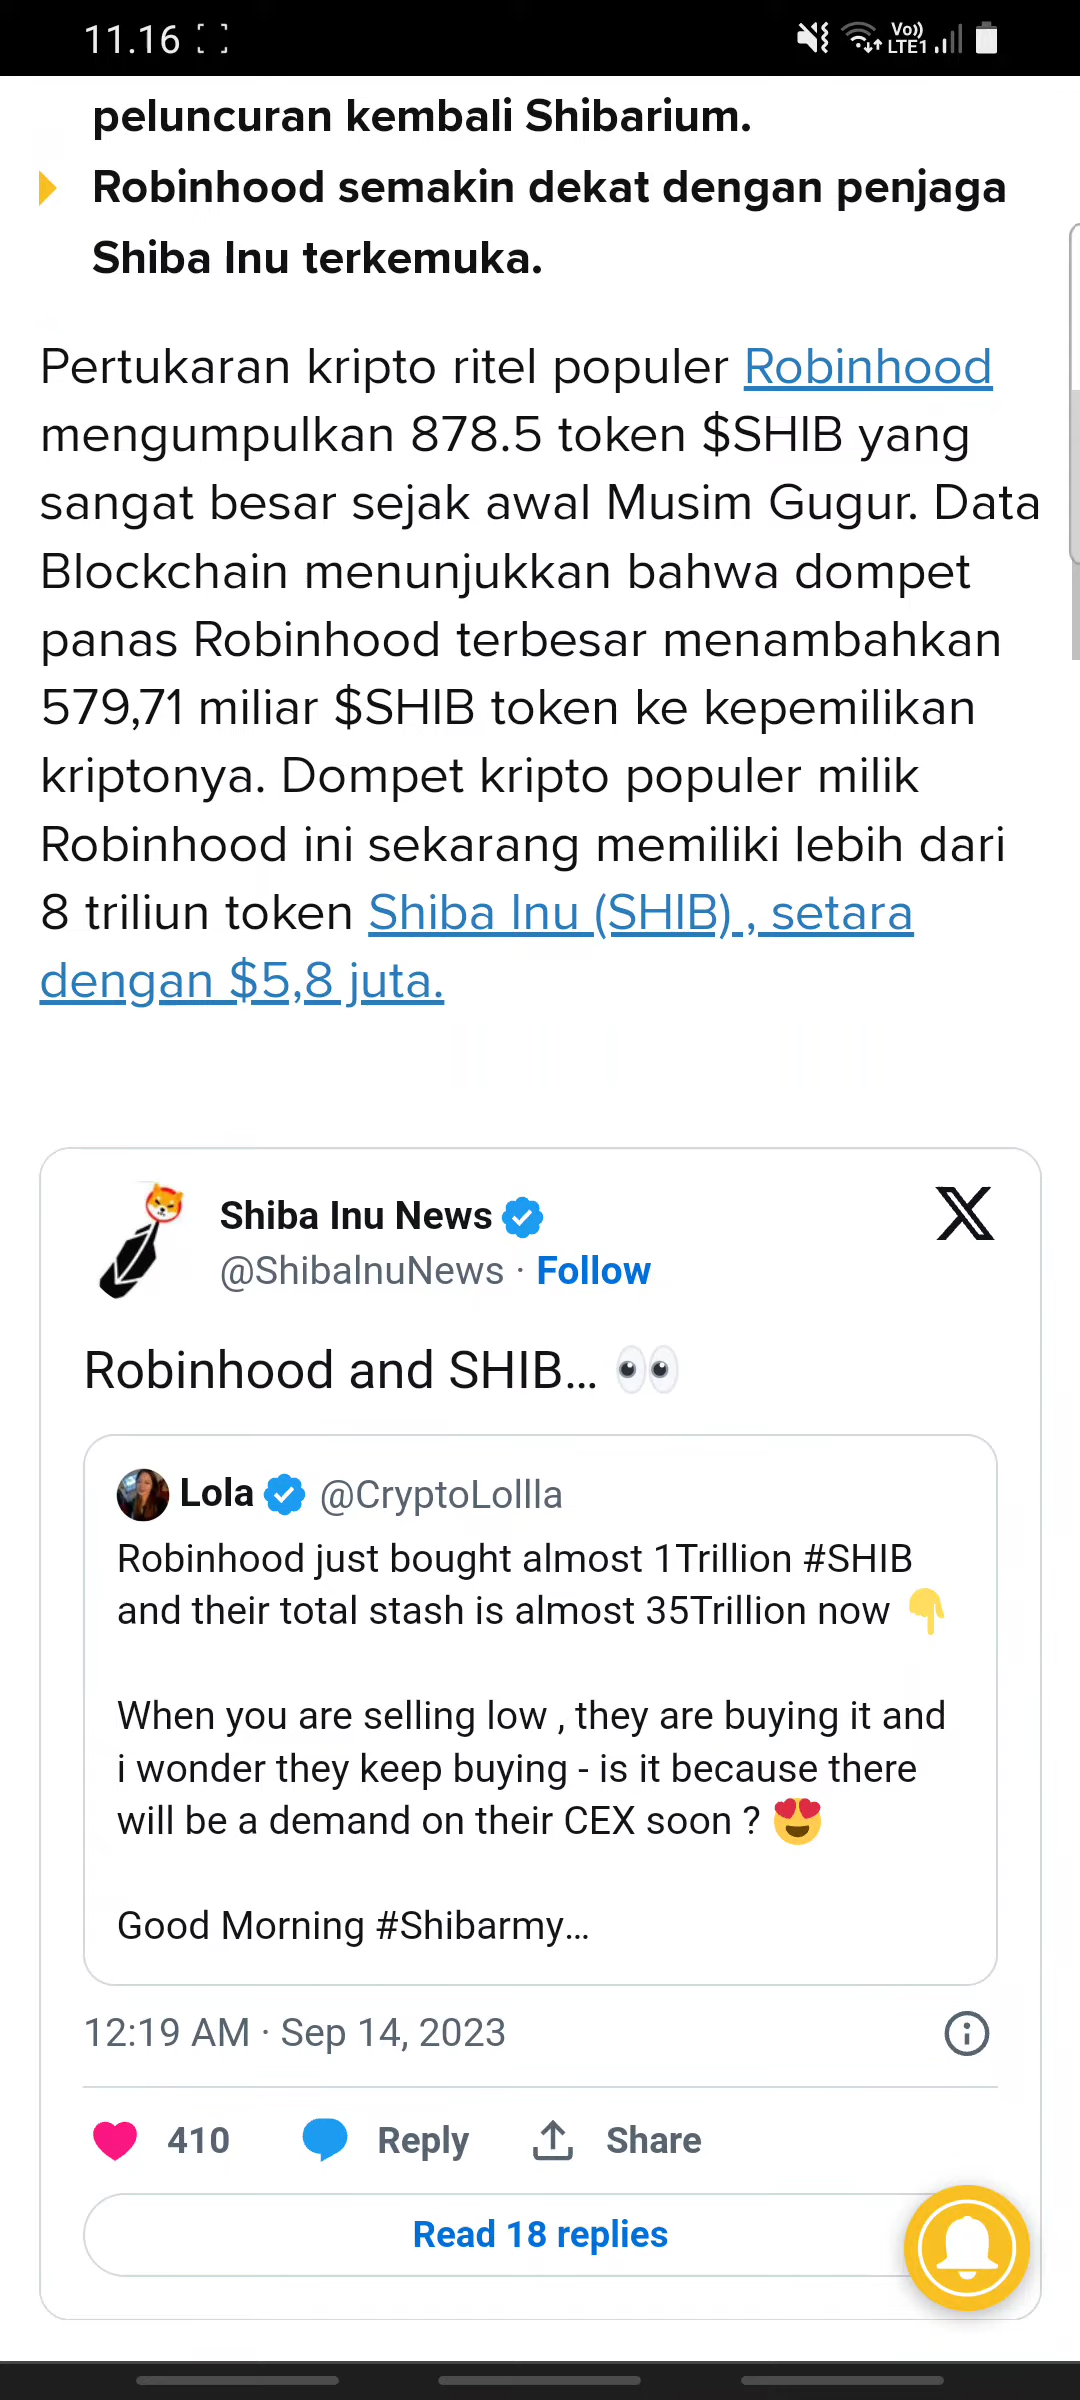 11.16
Vo))
LTE1
peluncuran kembali Shibarium.
Robinhood semakin dekat dengan penjaga
Shiba Inu terkemuka.
Pertukaran kripto ritel populer Robinhood
mengumpulkan 878.5 token $SHIB yang
sangat besar sejak awal Musim Gugur. Data
Blockchain menunjukkan bahwa dompet
panas Robinhood terbesar menambahkan
579,71 miliar $SHIB token ke kepemilikan
kriptonya. Dompet kripto populer milik
Robinhood ini sekarang memiliki lebih dari
8 triliun token Shiba Inu (SHIB) , setara
dengan $5,8 juta.
Shiba Inu News
@ShibaInuNews · Follow
Robinhood and SHIB... 👀
Lola @CryptoLollla
Robinhood just bought almost 1Trillion #SHIB
and their total stash is almost 35Trillion now 👇
When you are selling low , they are buying it and
i wonder they keep buying - is it because there
will be a demand on their CEX soon ? 😍
Good Morning #Shibarmy...
12:19 AM · Sep 14, 2023
410 Reply Share
Read 18 replies